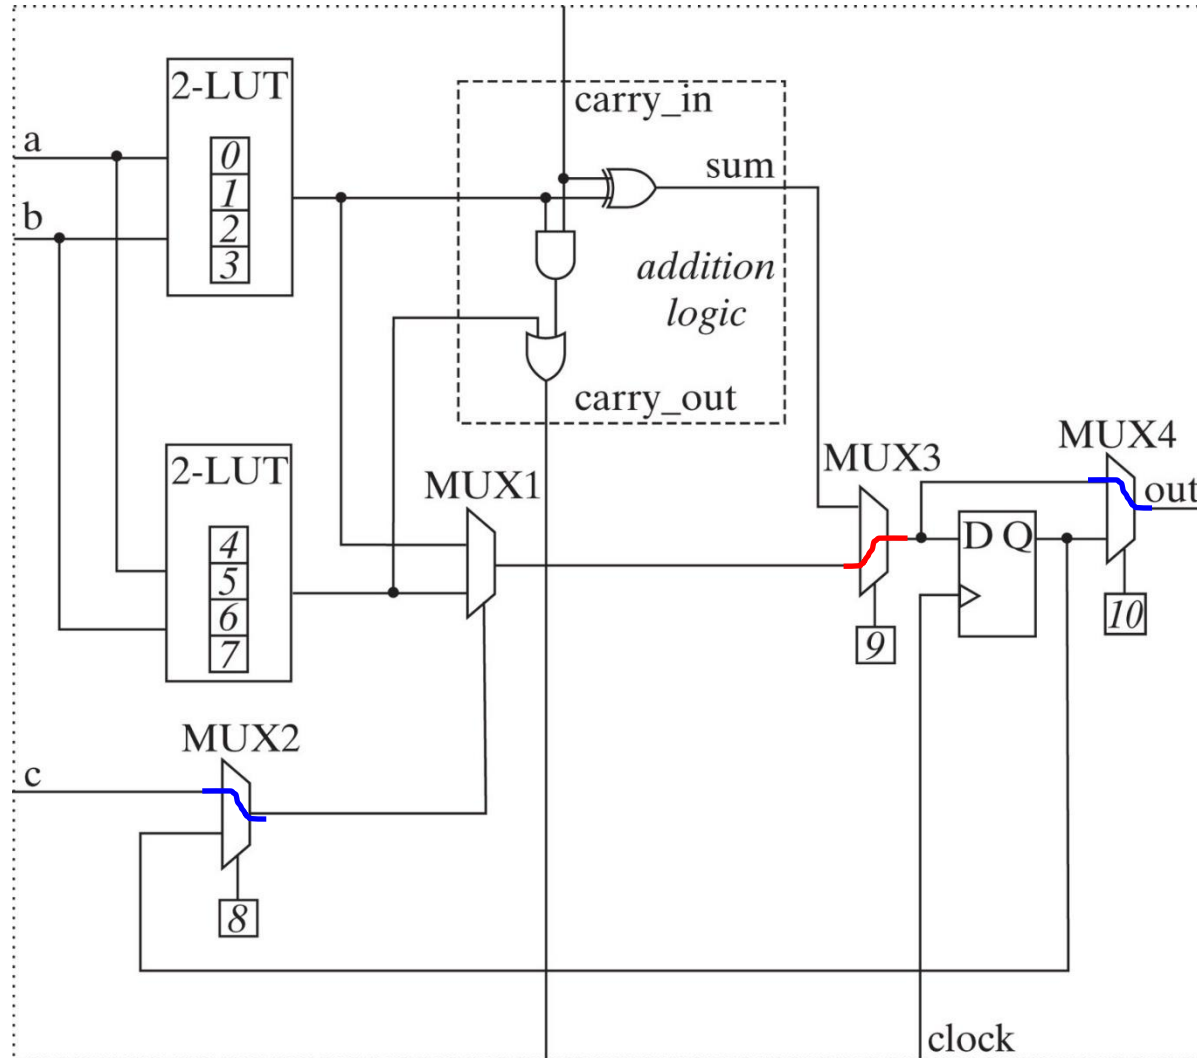 2-LUT
carry_in
a
0
sum
1
b
2
3
addition
logic
carry_out
MUX4
2-LUT
MUX1
MUX3
out
4
D Q
5
6
10
7
9
MUX2
c
8
clock